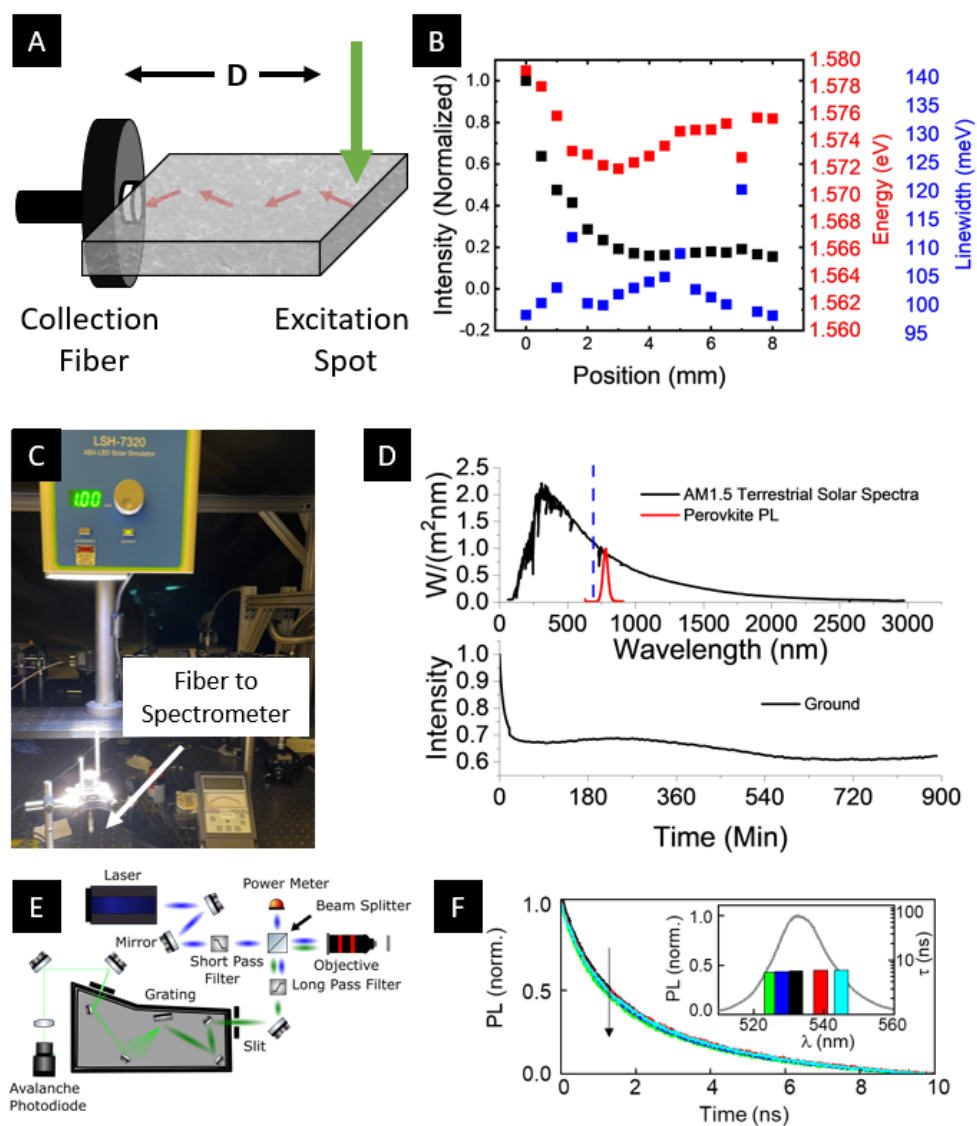 A
D
Collection
Fiber
Excitation
Spot
B
Intensity (Normalized)
1.0
0.8
0.6
0.4
0.2
0.0
-0.2
0
2
4
6
8
Position (mm)
1.580
1.578
1.576
1.574
1.572
1.570
1.568
1.566
1.564
1.562
1.560
Energy (eV)
140
135
130
125
120
115
110
105
100
95
Linewidth (meV)
C
LSH-7320
ABA LED Solar Simulator
1.00
Fiber to
Spectrometer
D
W/(m²nm)
2.5
2.0
1.5
1.0
0.5
0.0
AM1.5 Terrestrial Solar Spectra
Perovkite PL
0
500
1000
1500
2000
2500
3000
Wavelength (nm)
Intensity
1.0
0.9
0.8
0.7
0.6
Ground
0
180
360
540
720
900
Time (Min)
E
Laser
Power Meter
Beam Splitter
Mirror
Short Pass
Filter
Objective
Long Pass Filter
Grating
Slit
Avalanche
Photodiode
F
PL (norm.)
1.0
0.5
0.0
0
2
4
6
8
10
Time (ns)
PL (norm.)
1.0
0.5
0.0
520
540
560
λ (nm)
10
100
τ (ns)